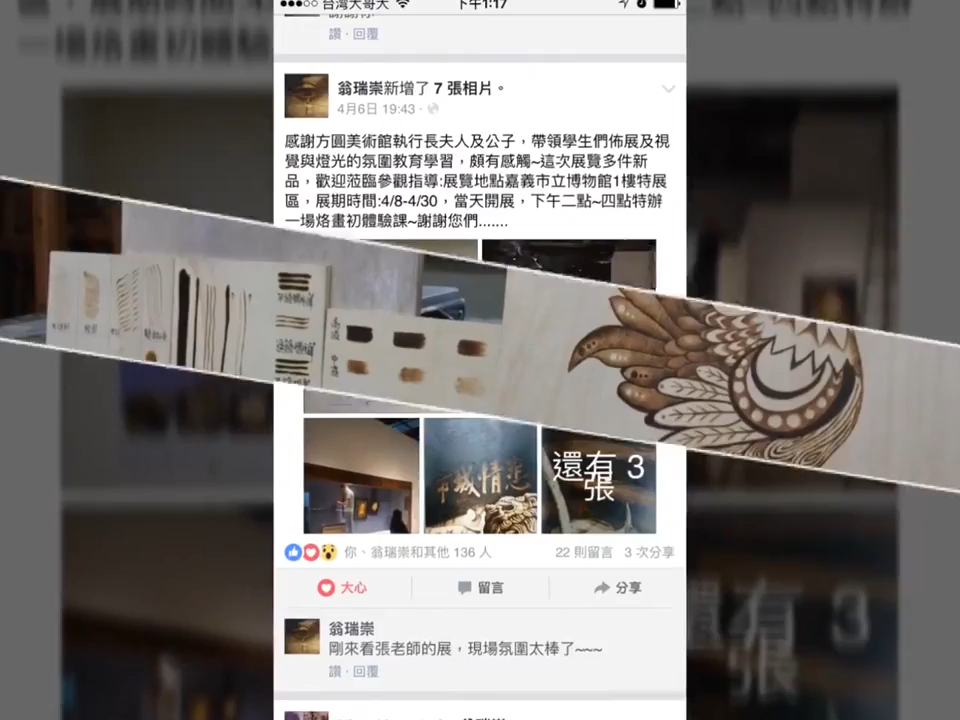 台灣大哥大
下午1:17
讚 · 回覆
翁瑞崇新增了 7 張相片。
4月6日 19:43 ·
感謝方圓美術館執行長夫人及公子，帶領學生們佈展及視
覺與燈光的氛圍教育學習，頗有感觸~這次展覽多件新
品，歡迎蒞臨參觀指導:展覽地點嘉義市立博物館1樓特展
區，展期時間:4/8-4/30，當天開展，下午二點~四點特辦
一場烙畫初體驗課~謝謝您們.......
還有 3
張
你、翁瑞崇和其他 136 人
22 則留言 3 次分享
大心
留言
分享
翁瑞崇
剛來看張老師的展，現場氛圍太棒了~~~
讚 · 回覆